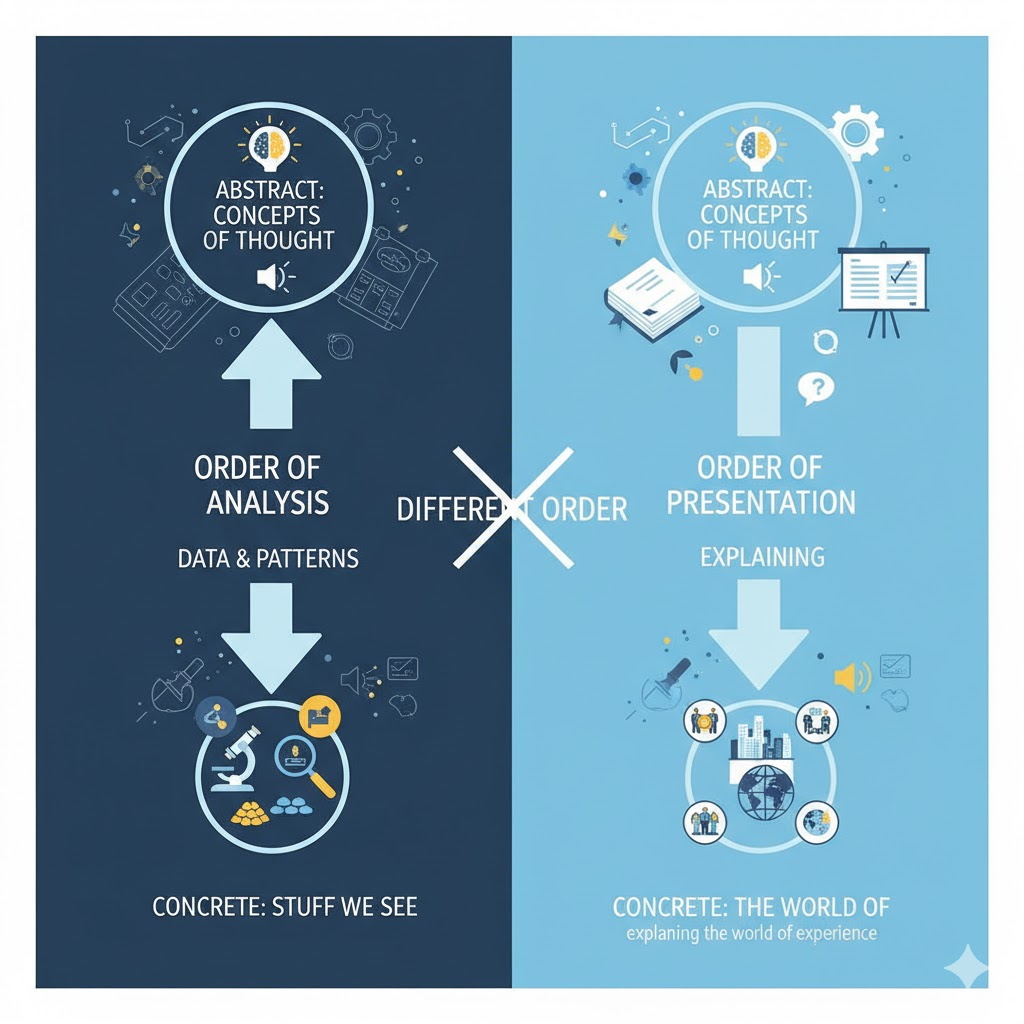 ABSTRACT:
CONCEPTS
OF THOUGHT
ORDER OF
ANALYSIS
DATA & PATTERNS
CONCRETE: STUFF WE SEE
DIFFERENT ORDER
ABSTRACT:
CONCEPTS
OF THOUGHT
?
ORDER OF
PRESENTATION
EXPLAINING
CONCRETE: THE WORLD OF
explaning the world of experience